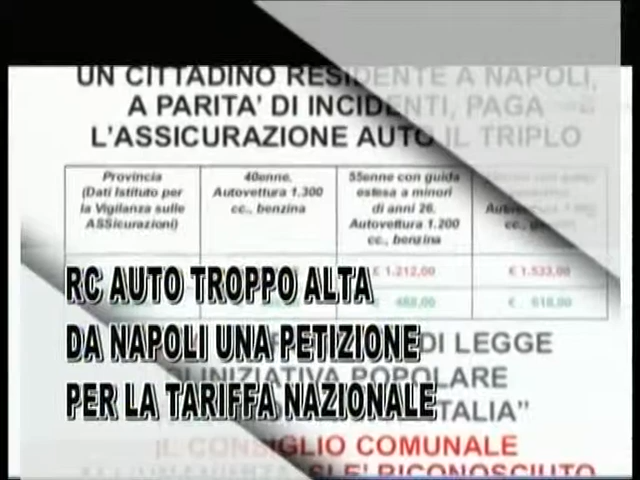 UN CITTADINO RESIDENTE A NAPOLI,
A PARITA' DI INCIDENTI, PAGA
L'ASSICURAZIONE AUTO IL TRIPLO
Provincia
(Dati Istituto per
la Vigilanza sulle
ASSicurazioni)
40enne,
Autovettura 1.300
cc., benzina
55enne con guida
estesa a minori
di anni 26,
Autovettura 1.200
cc., benzina
€ 1.212,00
€ 1.533,00
RC AUTO TROPPO ALTA
DA NAPOLI UNA PETIZIONE
PER LA TARIFFA NAZIONALE
DI LEGGE
INIZIATIVA POPOLARE
ITALIA"
IL CONSIGLIO COMUNALE
SI E' RICONOSCIUTO